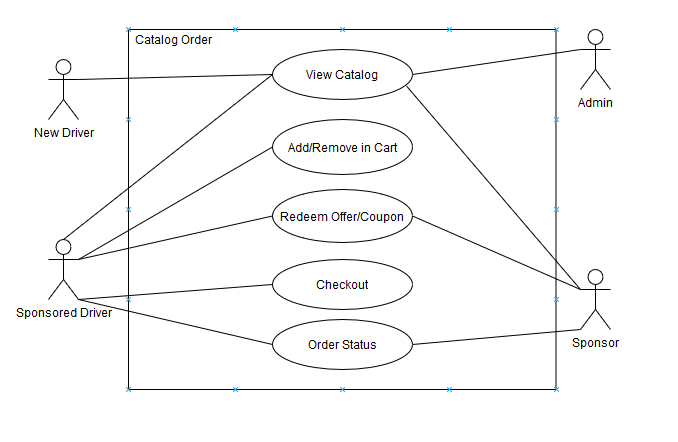 Catalog Order
View Catalog
Admin
New Driver
Add/Remove in Cart
Redeem Offer/Coupon
Checkout
Sponsored Driver
Order Status
Sponsor